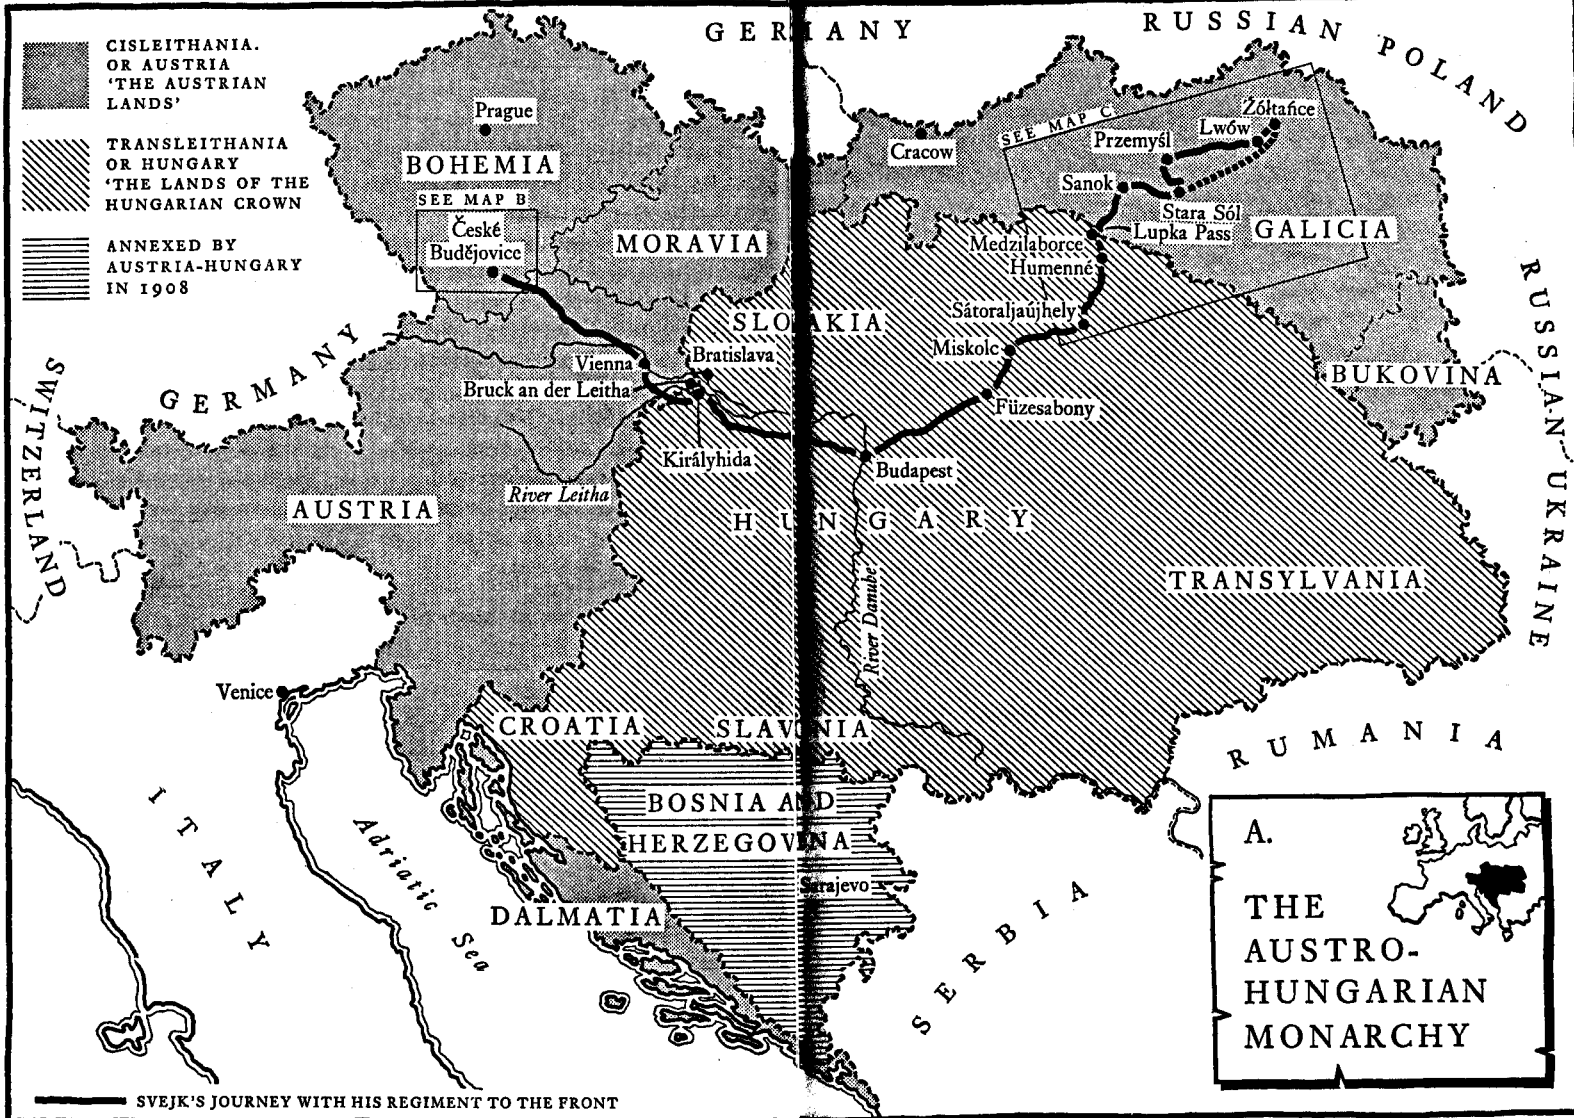 CISLEITHANIA.
OR AUSTRIA
'THE AUSTRIAN
LANDS'
TRANSLEITHANIA
OR HUNGARY
'THE LANDS OF THE
HUNGARIAN CROWN
ANNEXED BY
AUSTRIA-HUNGARY
IN 1908
GERMANY
RUSSIAN POLAND
Prague
BOHEMIA
SEE MAP B
České
Budějovice
MORAVIA
Cracow
SEE MAP C
Żółtańce
Lwów
Przemyśl
Sanok
Stara Sól
Lupka Pass
GALICIA
Medzilaborce
Humenné
Sátoraljaújhely
Miskolc
Füzesabony
SLOVAKIA
Bratislava
Vienna
Bruck an der Leitha
Királyhida
Budapest
BUKOVINA
RUSSIAN UKRAINE
GERMANY
SWITZERLAND
AUSTRIA
River Leitha
HUNGARY
River Danube
TRANSYLVANIA
Venice
CROATIA
SLAVONIA
RUMANIA
BOSNIA AND
HERZEGOVINA
Sarajevo
DALMATIA
ITALY
Adriatic Sea
SERBIA
A.
THE
AUSTRO-
HUNGARIAN
MONARCHY
SVEJK'S JOURNEY WITH HIS REGIMENT TO THE FRONT